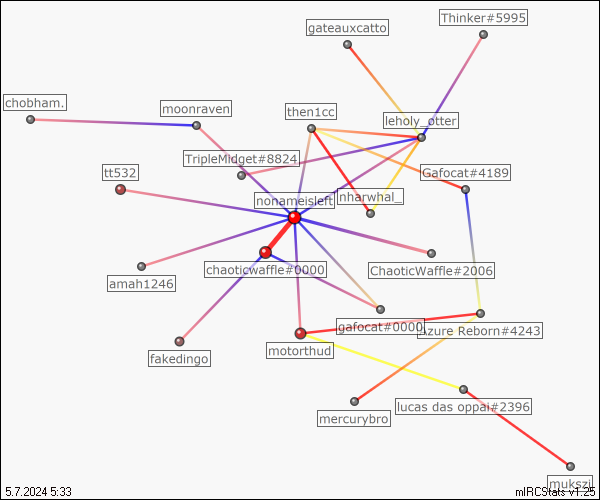 Thinker#5995
gateauxcatto
chobham.
moonraven
then1cc
leholy_otter
TripleMidget#8824
tt532
Gafocat#4189
nonameisleft
nharwhal_
chaoticwaffle#0000
ChaoticWaffle#2006
amah1246
gafocat#0000
Azure Reborn#4243
fakedingo
motorthud
lucas das oppai#2396
mercurybro
mukszi
5.7.2024 5:33
mIRCStats v1.25